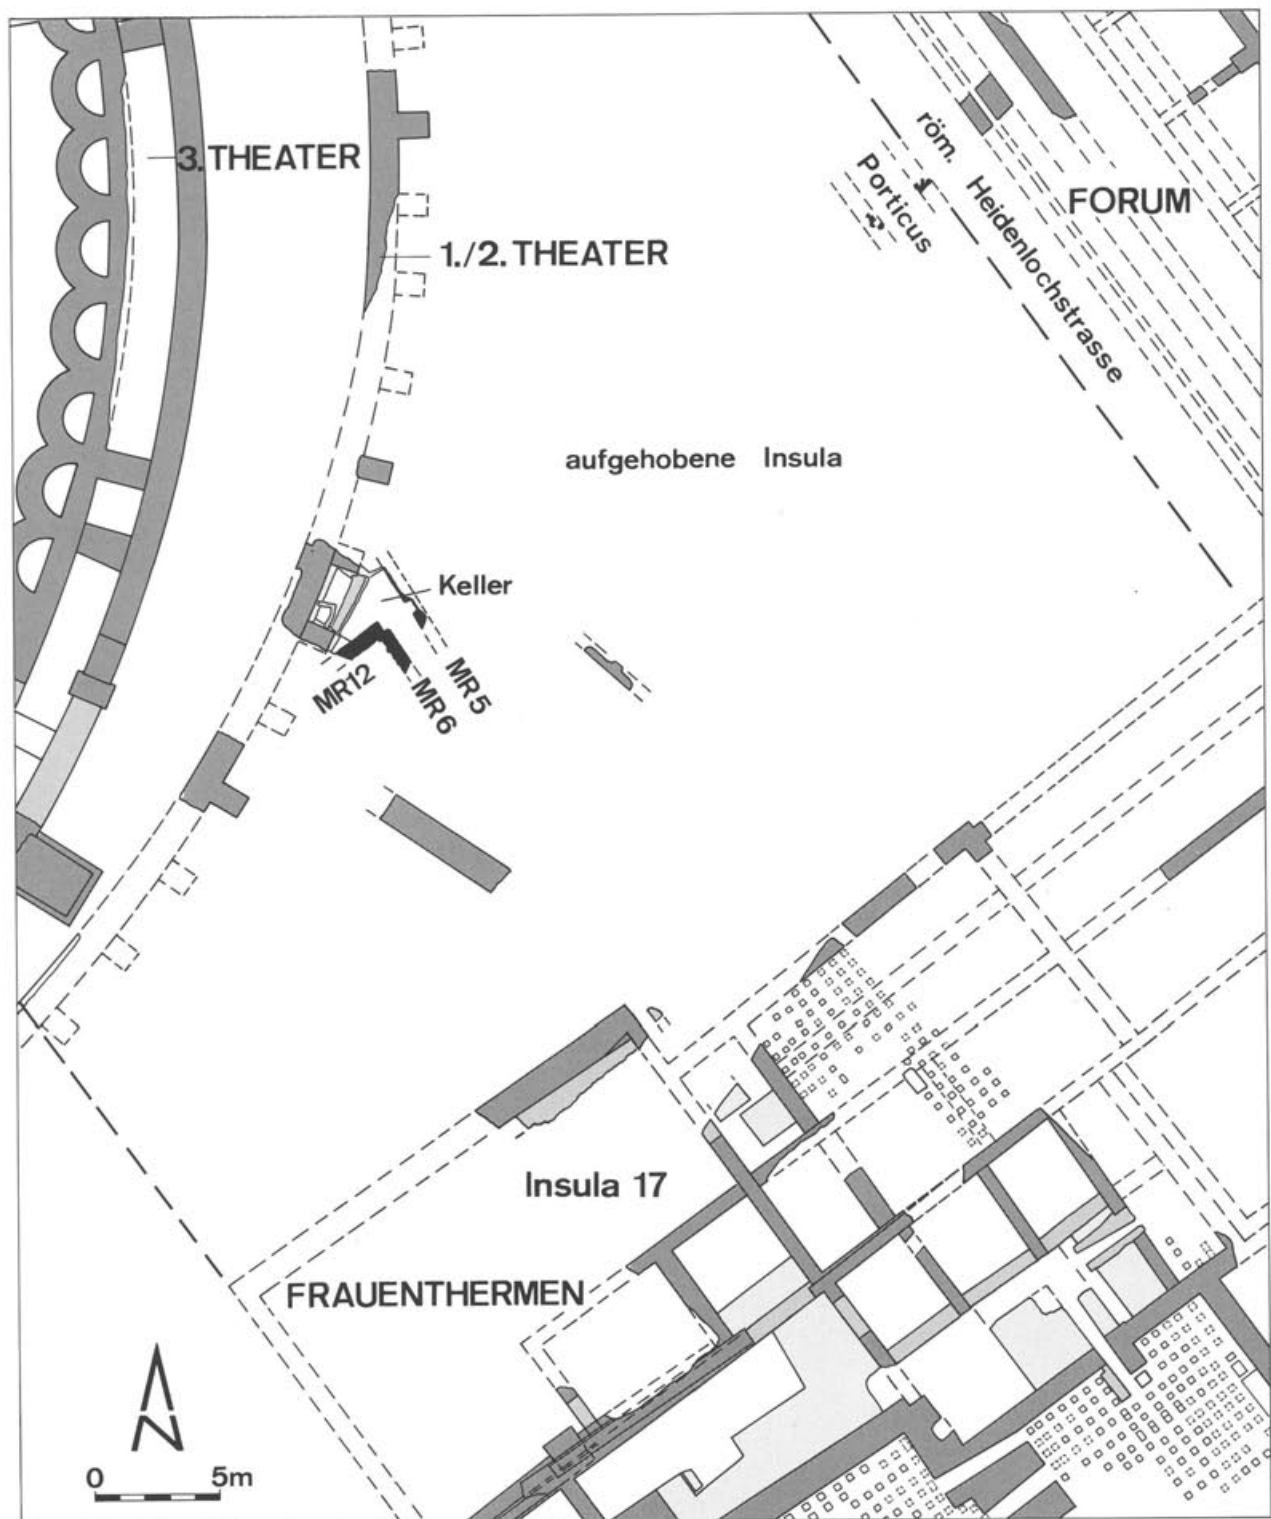 3. THEATER
1./2. THEATER
röm. Heidenlochstrasse
Porticus
FORUM
aufgehobene Insula
Keller
MR12
MR6
MR5
Insula 17
FRAUENTHERMEN
N
0 5m